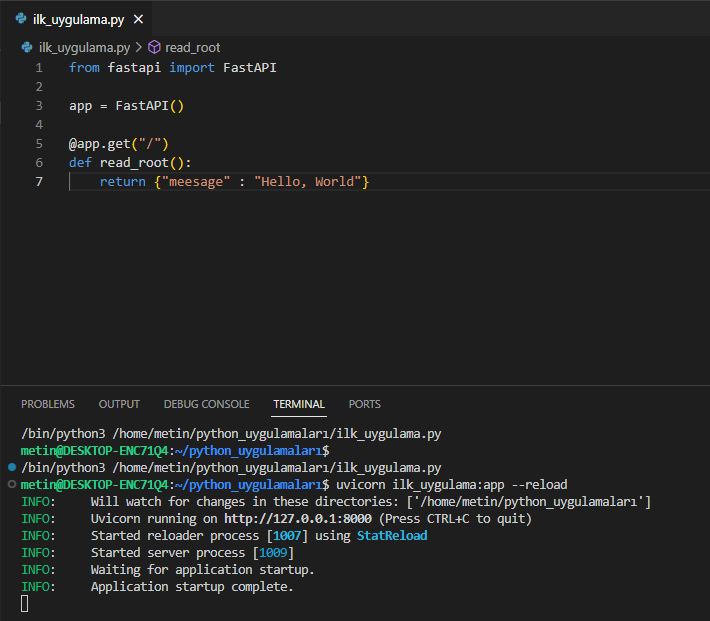 ilk_uygulama.py
ilk_uygulama.py > read_root
1 from fastapi import FastAPI
2
3 app = FastAPI()
4
5 @app.get("/")
6 def read_root():
7     return {"meesage" : "Hello, World"}
PROBLEMS OUTPUT DEBUG CONSOLE TERMINAL PORTS
/bin/python3 /home/metin/python_uygulamaları/ilk_uygulama.py
metin@DESKTOP-ENC71Q4:~/python_uygulamaları$
/bin/python3 /home/metin/python_uygulamaları/ilk_uygulama.py
metin@DESKTOP-ENC71Q4:~/python_uygulamaları$ uvicorn ilk_uygulama:app --reload
INFO:     Will watch for changes in these directories: ['/home/metin/python_uygulamaları']
INFO:     Uvicorn running on http://127.0.0.1:8000 (Press CTRL+C to quit)
INFO:     Started reloader process [1007] using StatReload
INFO:     Started server process [1009]
INFO:     Waiting for application startup.
INFO:     Application startup complete.